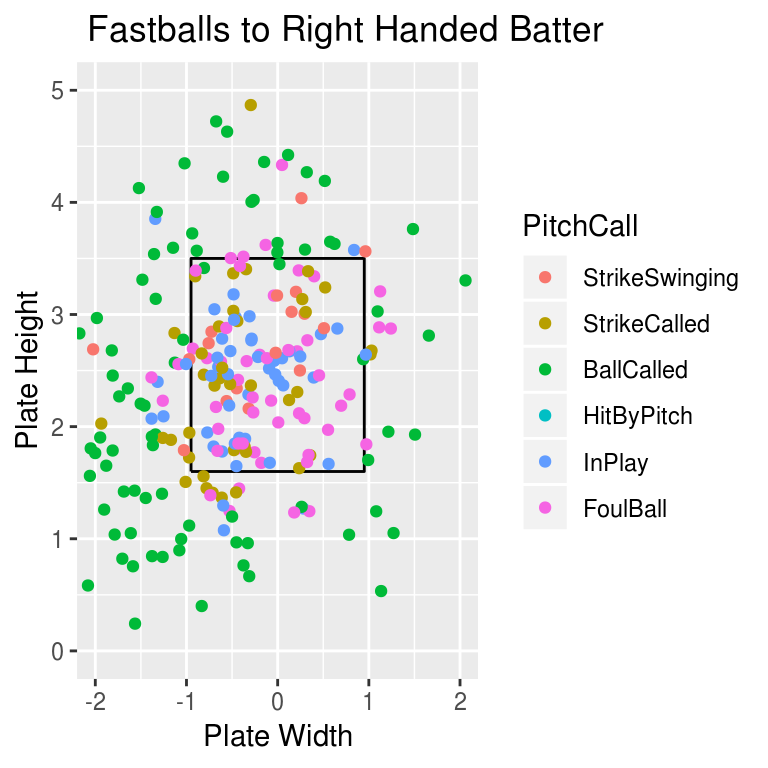 Fastballs to Right Handed Batter
Plate Height
5
4
3
2
1
0
-2 -1 0 1 2
Plate Width
PitchCall
StrikeSwinging
StrikeCalled
BallCalled
HitByPitch
InPlay
FoulBall